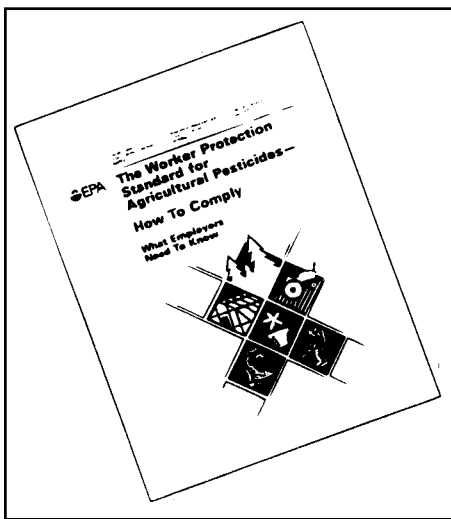 EPA
The Worker Protection
Standard for
Agricultural Pesticides—
How To Comply
What Employers
Need To Know